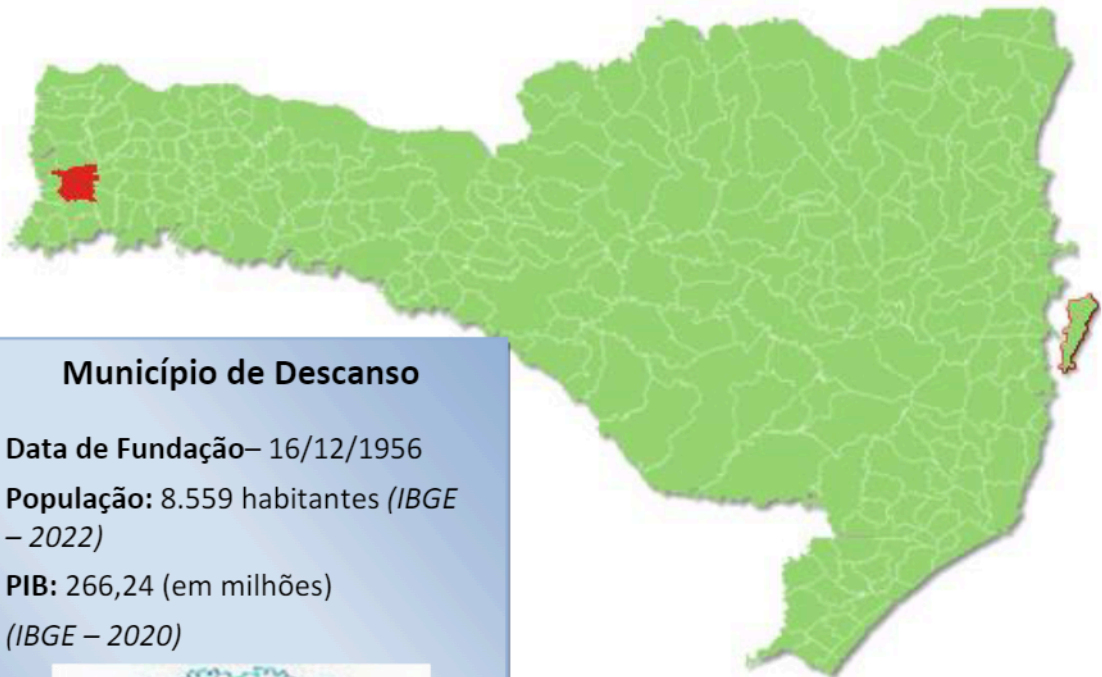 Município de Descanso
Data de Fundação– 16/12/1956
População: 8.559 habitantes (IBGE
– 2022)
PIB: 266,24 (em milhões)
(IBGE – 2020)